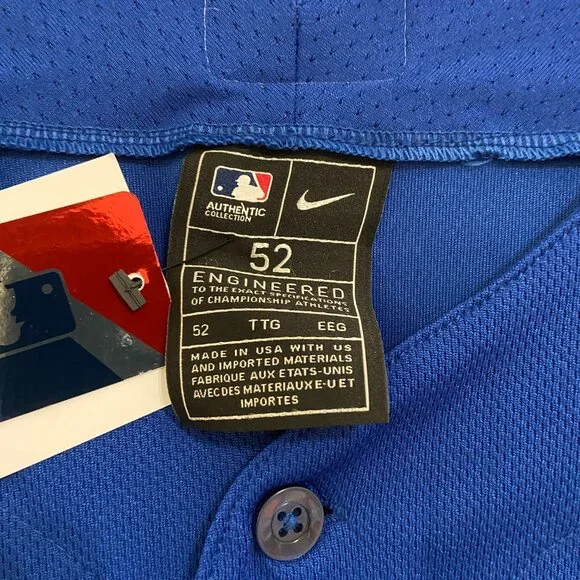 AUTHENTIC
COLLECTION
52
ENGINEERED
TO THE EXACT SPECIFICATIONS
OF CHAMPIONSHIP ATHLETES
52 TTG EEG
MADE IN USA WITH US
AND IMPORTED MATERIALS
FABRIQUE AUX ETATS-UNIS
AVEC DES MATERIAUX E-U ET
IMPORTES